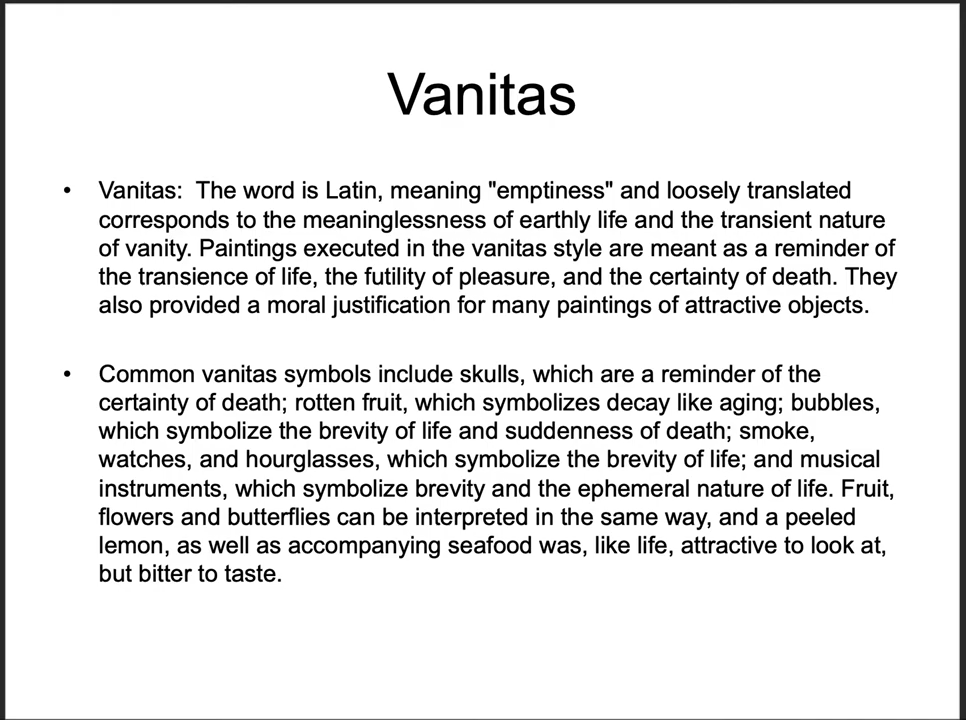 Vanitas
• Vanitas:  The word is Latin, meaning "emptiness" and loosely translated
corresponds to the meaninglessness of earthly life and the transient nature
of vanity. Paintings executed in the vanitas style are meant as a reminder of
the transience of life, the futility of pleasure, and the certainty of death. They
also provided a moral justification for many paintings of attractive objects.
• Common vanitas symbols include skulls, which are a reminder of the
certainty of death; rotten fruit, which symbolizes decay like aging; bubbles,
which symbolize the brevity of life and suddenness of death; smoke,
watches, and hourglasses, which symbolize the brevity of life; and musical
instruments, which symbolize brevity and the ephemeral nature of life. Fruit,
flowers and butterflies can be interpreted in the same way, and a peeled
lemon, as well as accompanying seafood was, like life, attractive to look at,
but bitter to taste.